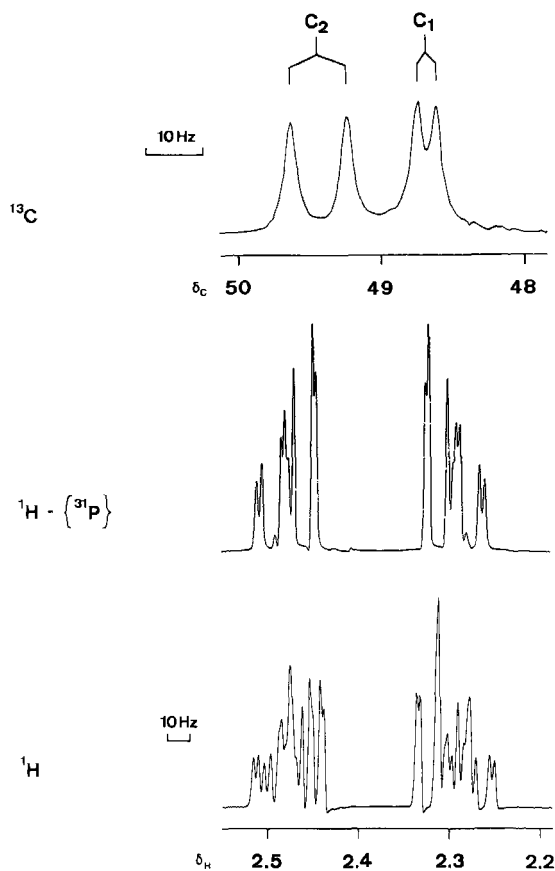 C₂ C₁
10 Hz
¹³C
δc 50 49 48
¹H - {³¹P}
10 Hz
¹H
δH 2.5 2.4 2.3 2.2